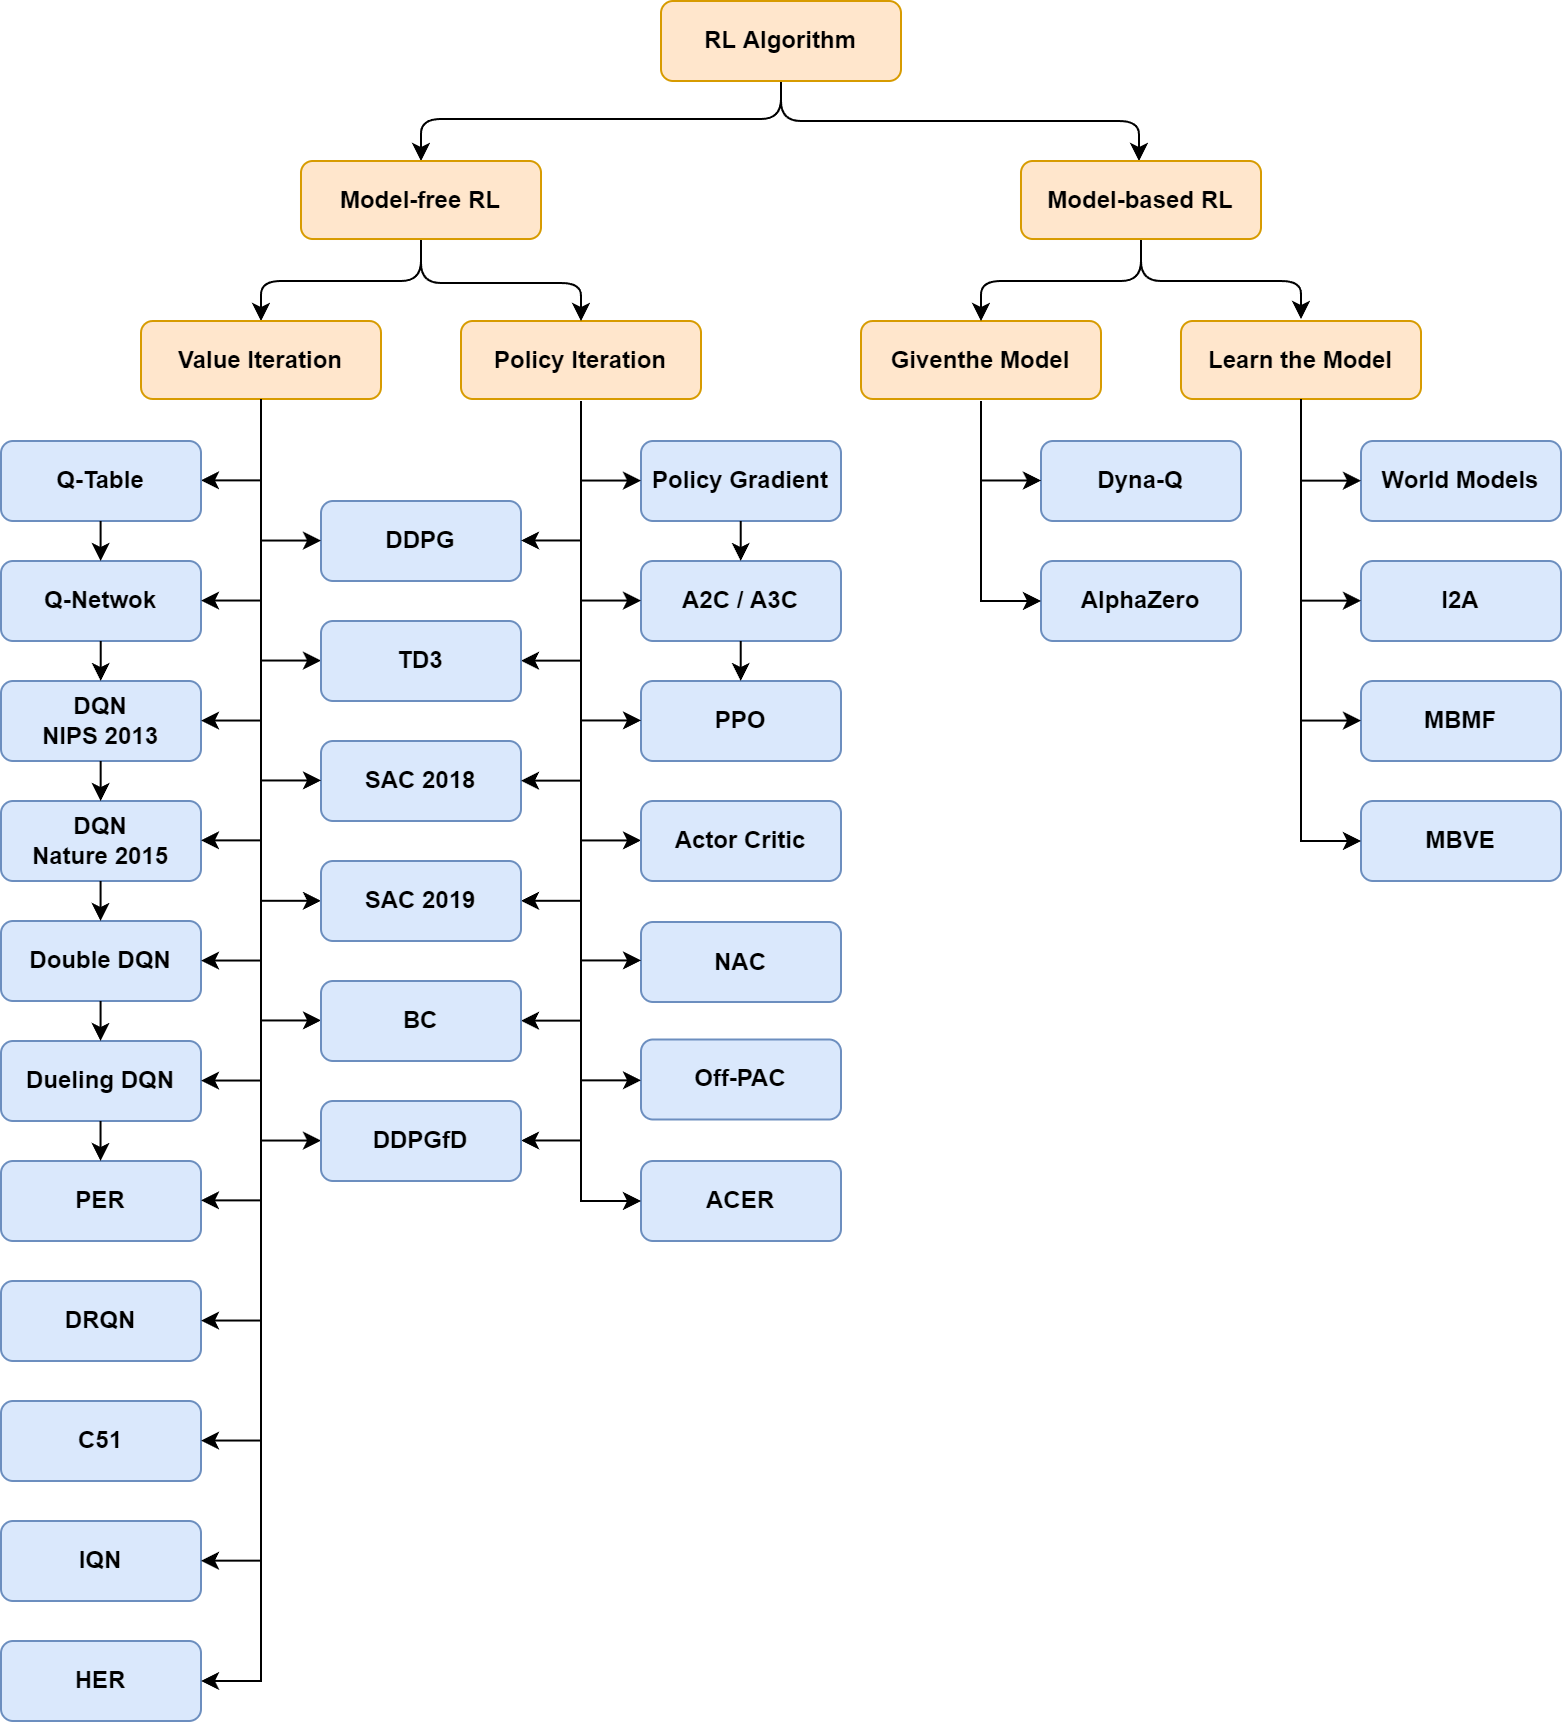 RL Algorithm
Model-free RL
Model-based RL
Value Iteration
Policy Iteration
Giventhe Model
Learn the Model
Q-Table
Q-Netwok
DQN
NIPS 2013
DQN
Nature 2015
Double DQN
Dueling DQN
PER
DRQN
C51
IQN
HER
DDPG
TD3
SAC 2018
SAC 2019
BC
DDPGfD
Policy Gradient
A2C / A3C
PPO
Actor Critic
NAC
Off-PAC
ACER
Dyna-Q
AlphaZero
World Models
I2A
MBMF
MBVE